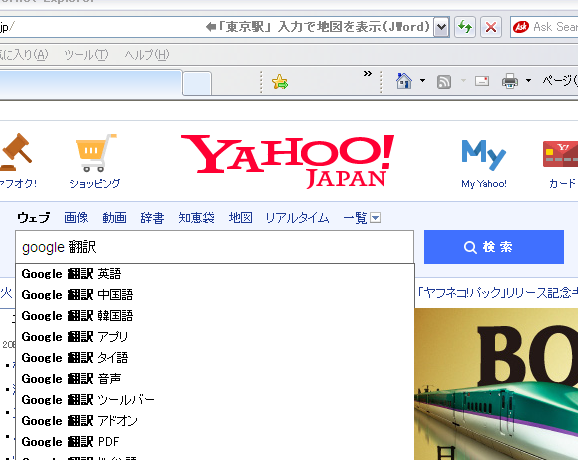 jp/
「東京駅」入力で地図を表示(JWord)
Ask Sear
に入り(A) ツール(T) ヘルプ(H)
»
ページ(
ヤフオク!
ショッピング
YAHOO!
JAPAN
My
My Yahoo!
カード
ウェブ 画像 動画 辞書 知恵袋 地図 リアルタイム 一覧
google 翻訳
検索
Google 翻訳 英語
Google 翻訳 中国語
Google 翻訳 韓国語
Google 翻訳 アプリ
Google 翻訳 タイ語
Google 翻訳 音声
Google 翻訳 ツールバー
Google 翻訳 アドオン
Google 翻訳 PDF
火
「ヤフネコ!パック」リリース記念キ
BO